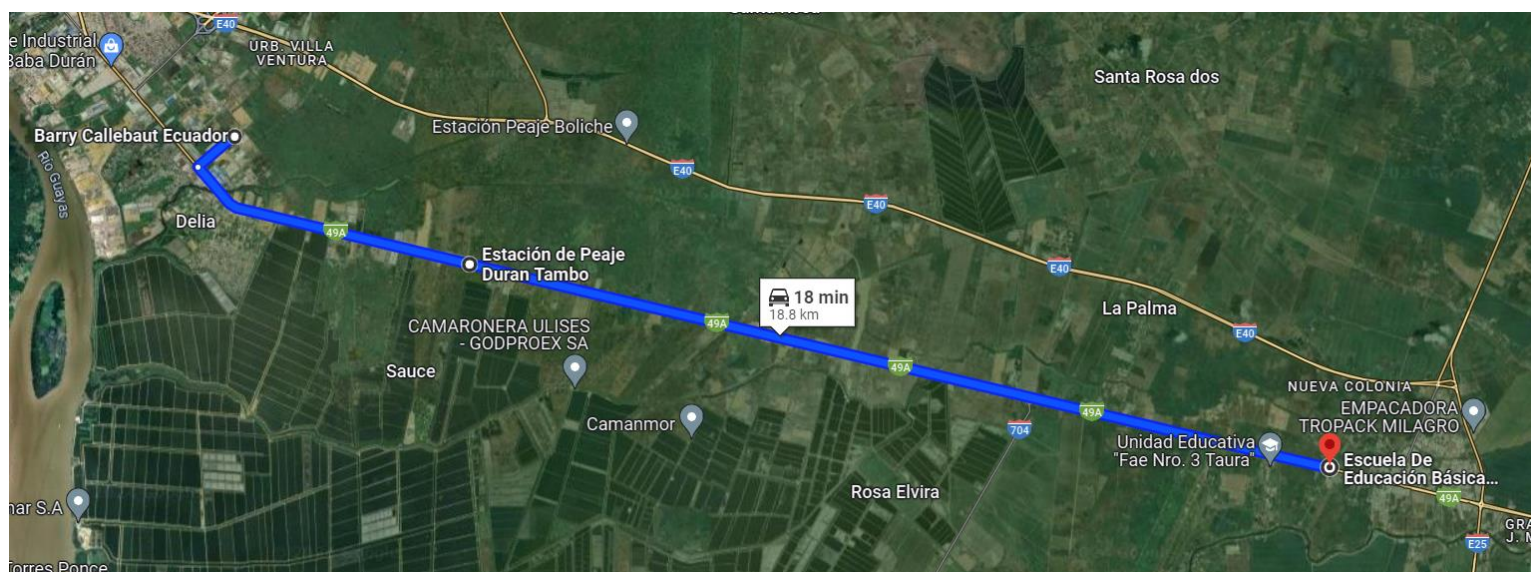 E40
URB. VILLA
VENTURA
e Industrial
Baba Durán
Santa Rosa dos
Estación Peaje Boliche
Barry Callebaut Ecuador
E40
Río Guayas
E40
Delia
49A
Estación de Peaje
Duran Tambo
E40
18 min
18.8 km
La Palma
49A
CAMARONERA ULISES
- GODPROEX SA
E40
Sauce
49A
NUEVA COLONIA
EMPACADORA
TROPACK MILAGRO
49A
Camanmor
704
Unidad Educativa
"Fae Nro. 3 Taura"
Escuela De
Educación Básica...
Rosa Elvira
49A
nar S.A
GRA
J. M
E25
Torres Ponce